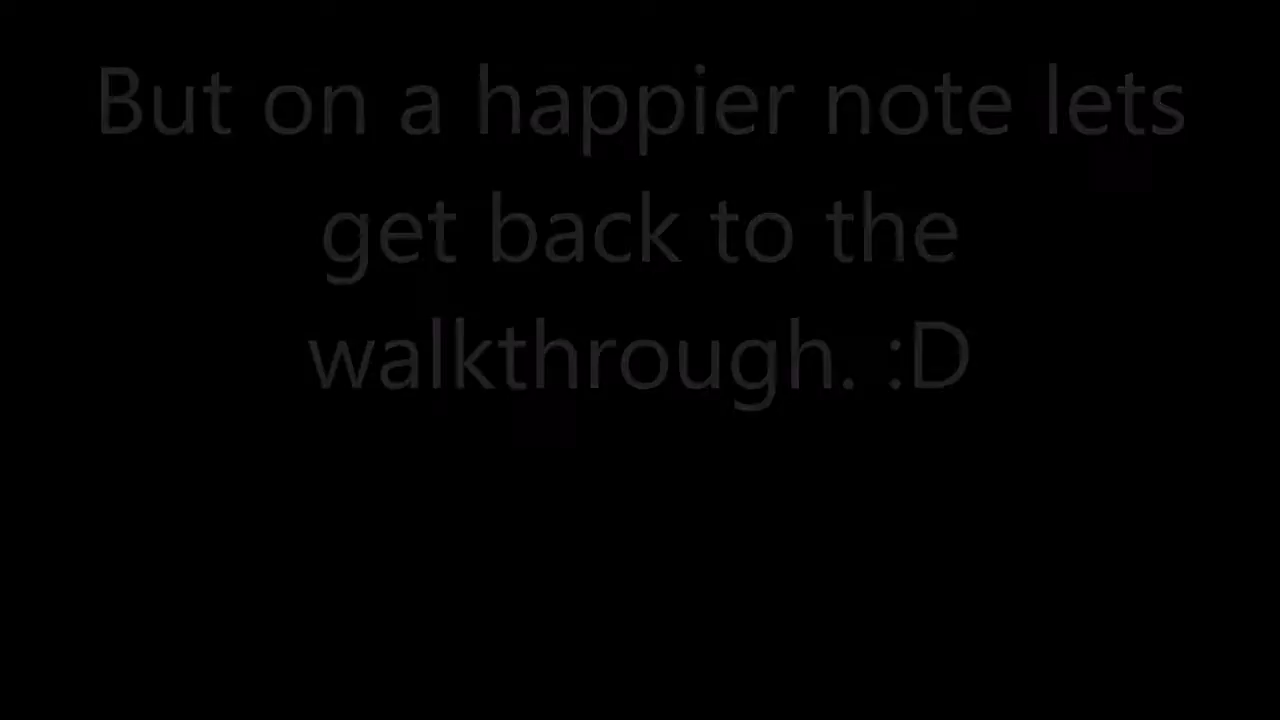 But on a happier note lets
get back to the
walkthrough. :D